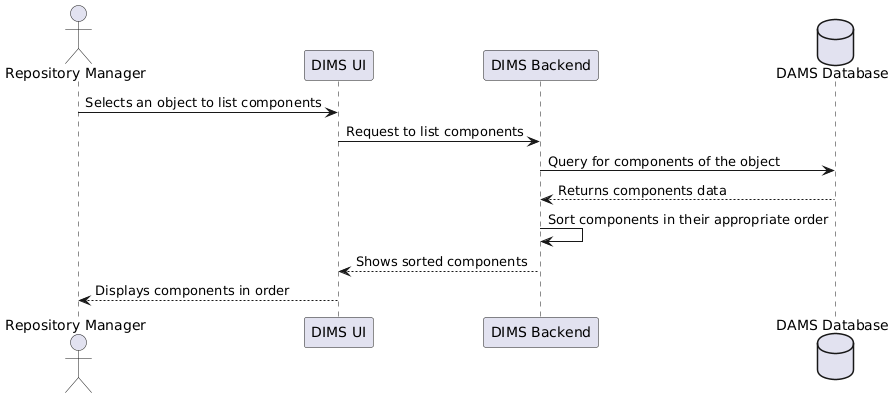 Repository Manager
DIMS UI
DIMS Backend
DAMS Database
Selects an object to list components
Request to list components
Query for components of the object
Returns components data
Sort components in their appropriate order
Shows sorted components
Displays components in order
Repository Manager
DIMS UI
DIMS Backend
DAMS Database